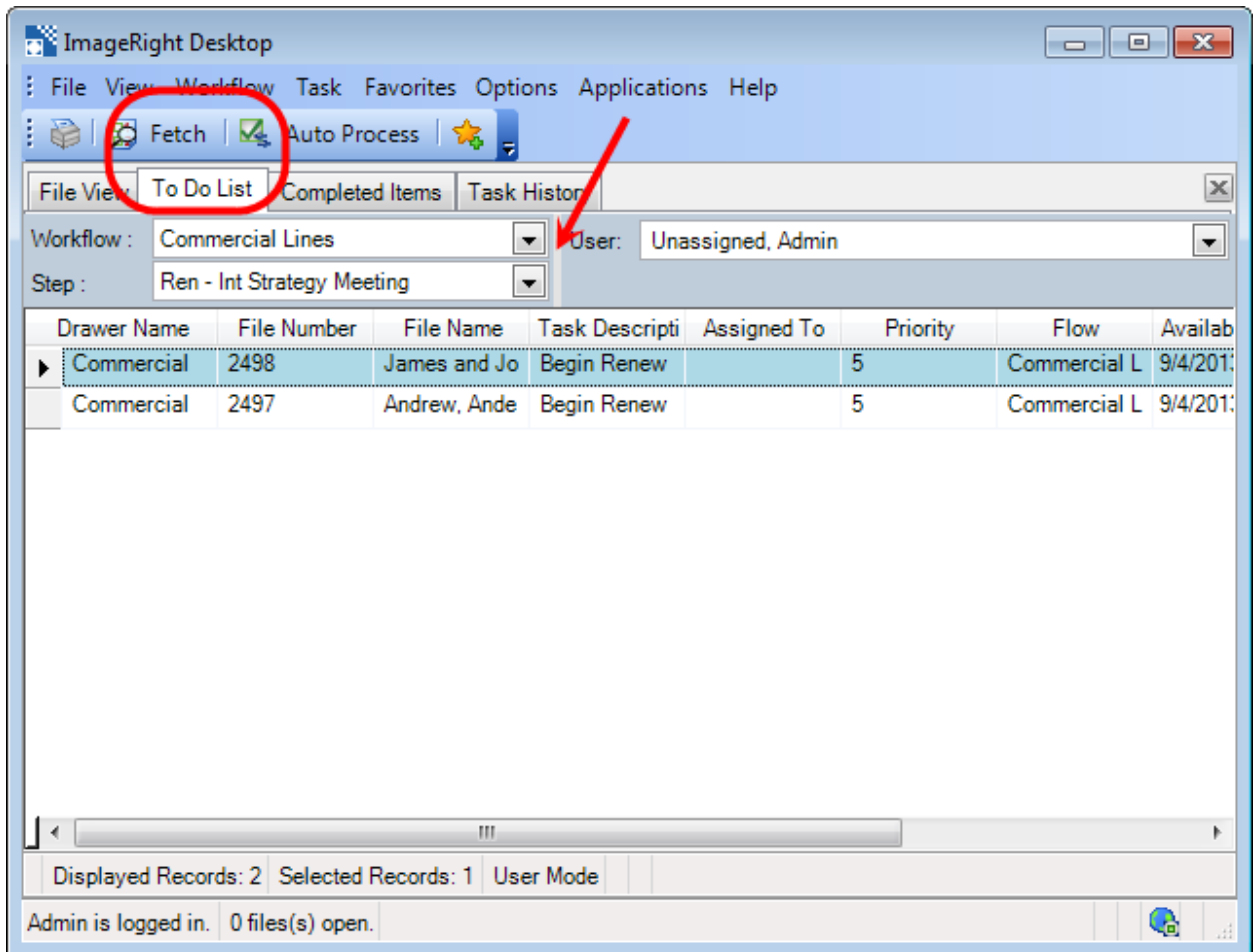 ImageRight Desktop
File View Workflow Task Favorites Options Applications Help
Fetch Auto Process
File View To Do List Completed Items Task History
Workflow : Commercial Lines User: Unassigned, Admin
Step : Ren - Int Strategy Meeting
Drawer Name File Number File Name Task Descripti Assigned To Priority Flow Availab
Commercial 2498 James and Jo Begin Renew 5 Commercial L 9/4/201
Commercial 2497 Andrew, Ande Begin Renew 5 Commercial L 9/4/201
Displayed Records: 2 Selected Records: 1 User Mode
Admin is logged in. 0 files(s) open.